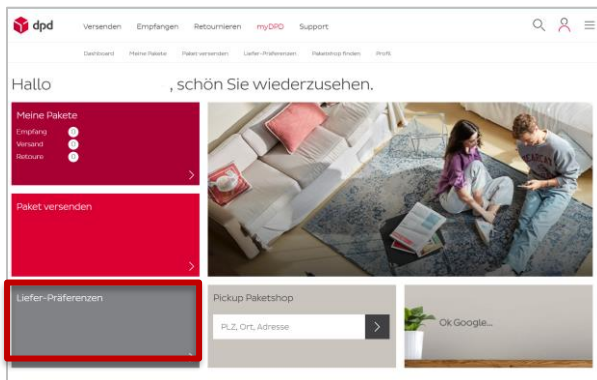 dpd
Versenden Empfangen Retournieren myDPD Support
Dashboard Meine Pakete Paket versenden Liefer-Präferenzen Paketshop finden Profil
Hallo , schön Sie wiederzusehen.
Meine Pakete
Empfang 0
Versand 0
Retoure 0
Paket versenden
Liefer-Präferenzen
Pickup Paketshop
PLZ, Ort, Adresse
Ok Google...